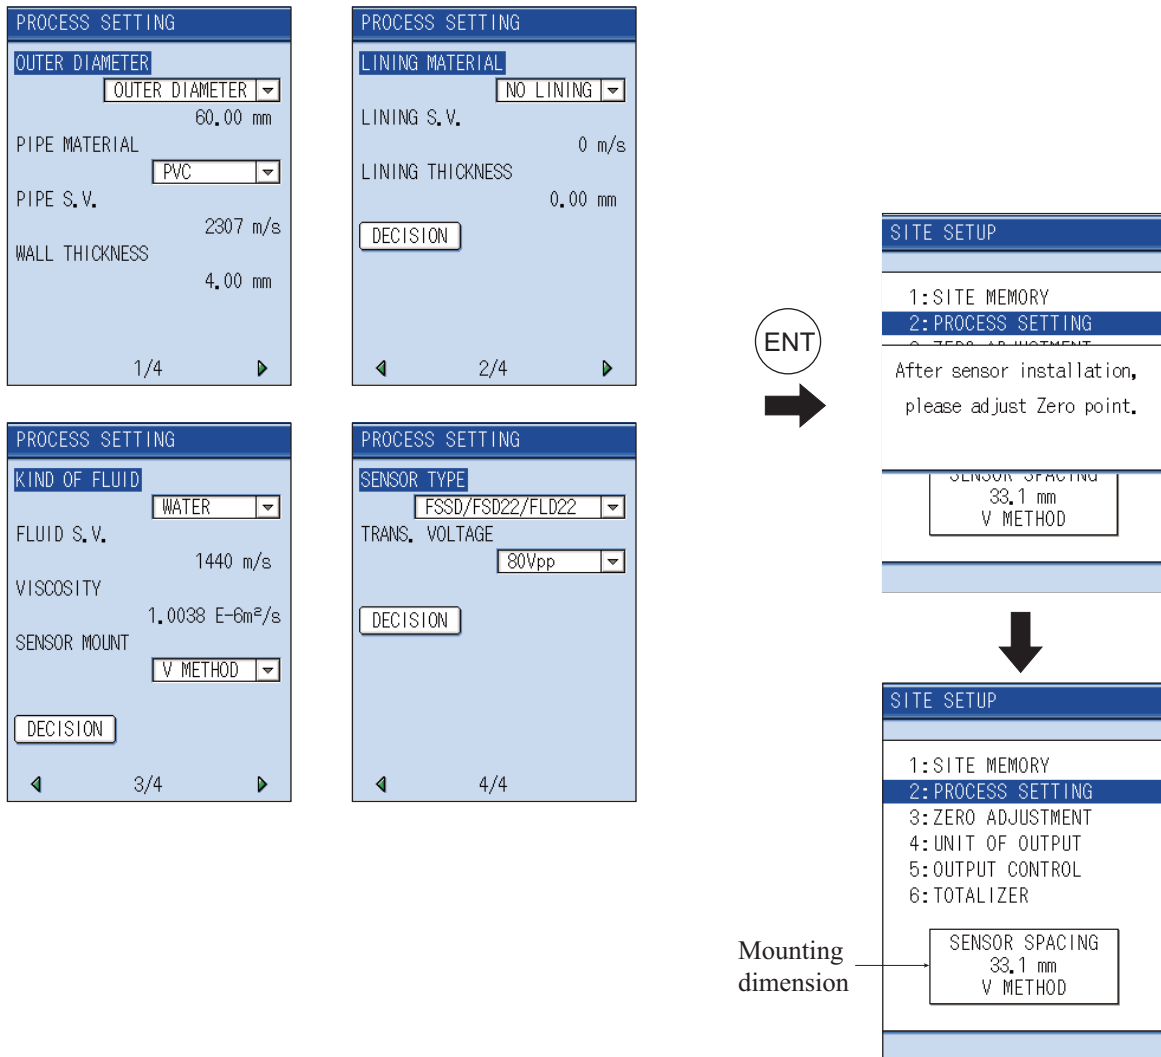 PROCESS SETTING
OUTER DIAMETER
OUTER DIAMETER
60.00 mm
PIPE MATERIAL
PVC
PIPE S.V.
2307 m/s
WALL THICKNESS
4.00 mm
1/4
PROCESS SETTING
LINING MATERIAL
NO LINING
LINING S.V.
0 m/s
LINING THICKNESS
0.00 mm
DECISION
2/4
PROCESS SETTING
KIND OF FLUID
WATER
FLUID S.V.
1440 m/s
VISCOSITY
1.0038 E-6m²/s
SENSOR MOUNT
V METHOD
DECISION
3/4
PROCESS SETTING
SENSOR TYPE
FSSD/FSD22/FLD22
TRANS. VOLTAGE
80Vpp
DECISION
4/4
ENT
SITE SETUP
1:SITE MEMORY
2:PROCESS SETTING
3:ZERO ADJUSTMENT
After sensor installation,
please adjust Zero point.
SENSOR SPACING
33.1 mm
V METHOD
SITE SETUP
1:SITE MEMORY
2:PROCESS SETTING
3:ZERO ADJUSTMENT
4:UNIT OF OUTPUT
5:OUTPUT CONTROL
6:TOTALIZER
SENSOR SPACING
33.1 mm
V METHOD
Mounting
dimension